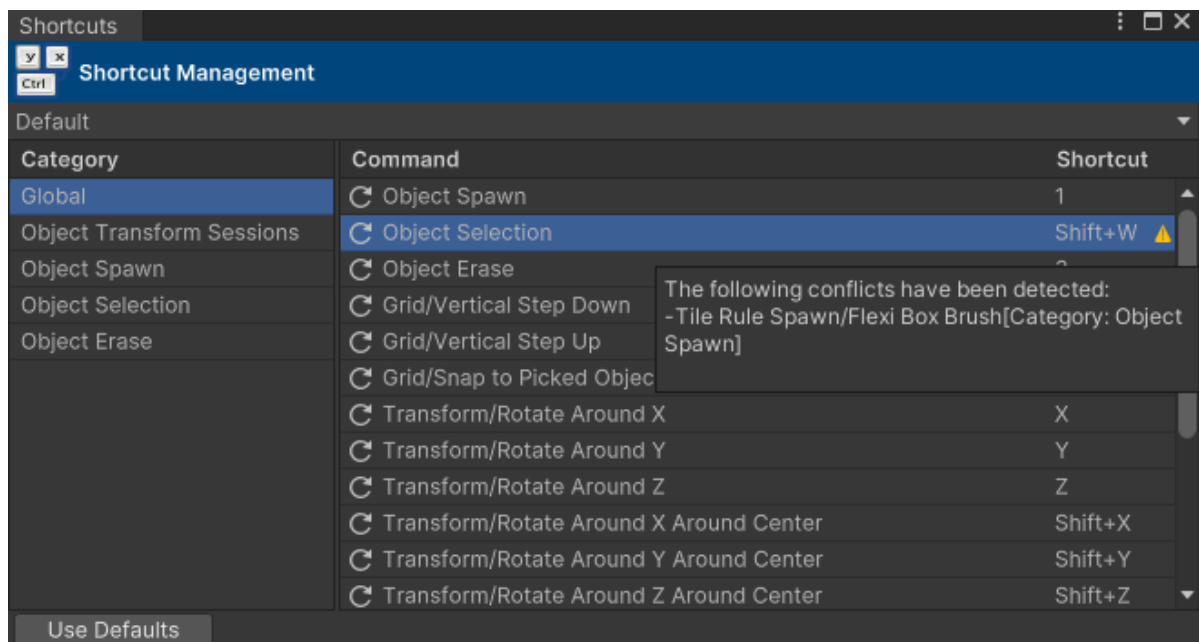 Shortcuts
y x
Ctrl
Shortcut Management
Default
Category
Command Shortcut
Global
Object Transform Sessions
Object Spawn
Object Selection
Object Erase
Object Spawn 1
Object Selection Shift+W
Object Erase
Grid/Vertical Step Down
Grid/Vertical Step Up
Grid/Snap to Picked Objec
The following conflicts have been detected:
-Tile Rule Spawn/Flexi Box Brush[Category: Object
Spawn]
Transform/Rotate Around X X
Transform/Rotate Around Y Y
Transform/Rotate Around Z Z
Transform/Rotate Around X Around Center Shift+X
Transform/Rotate Around Y Around Center Shift+Y
Transform/Rotate Around Z Around Center Shift+Z
Use Defaults